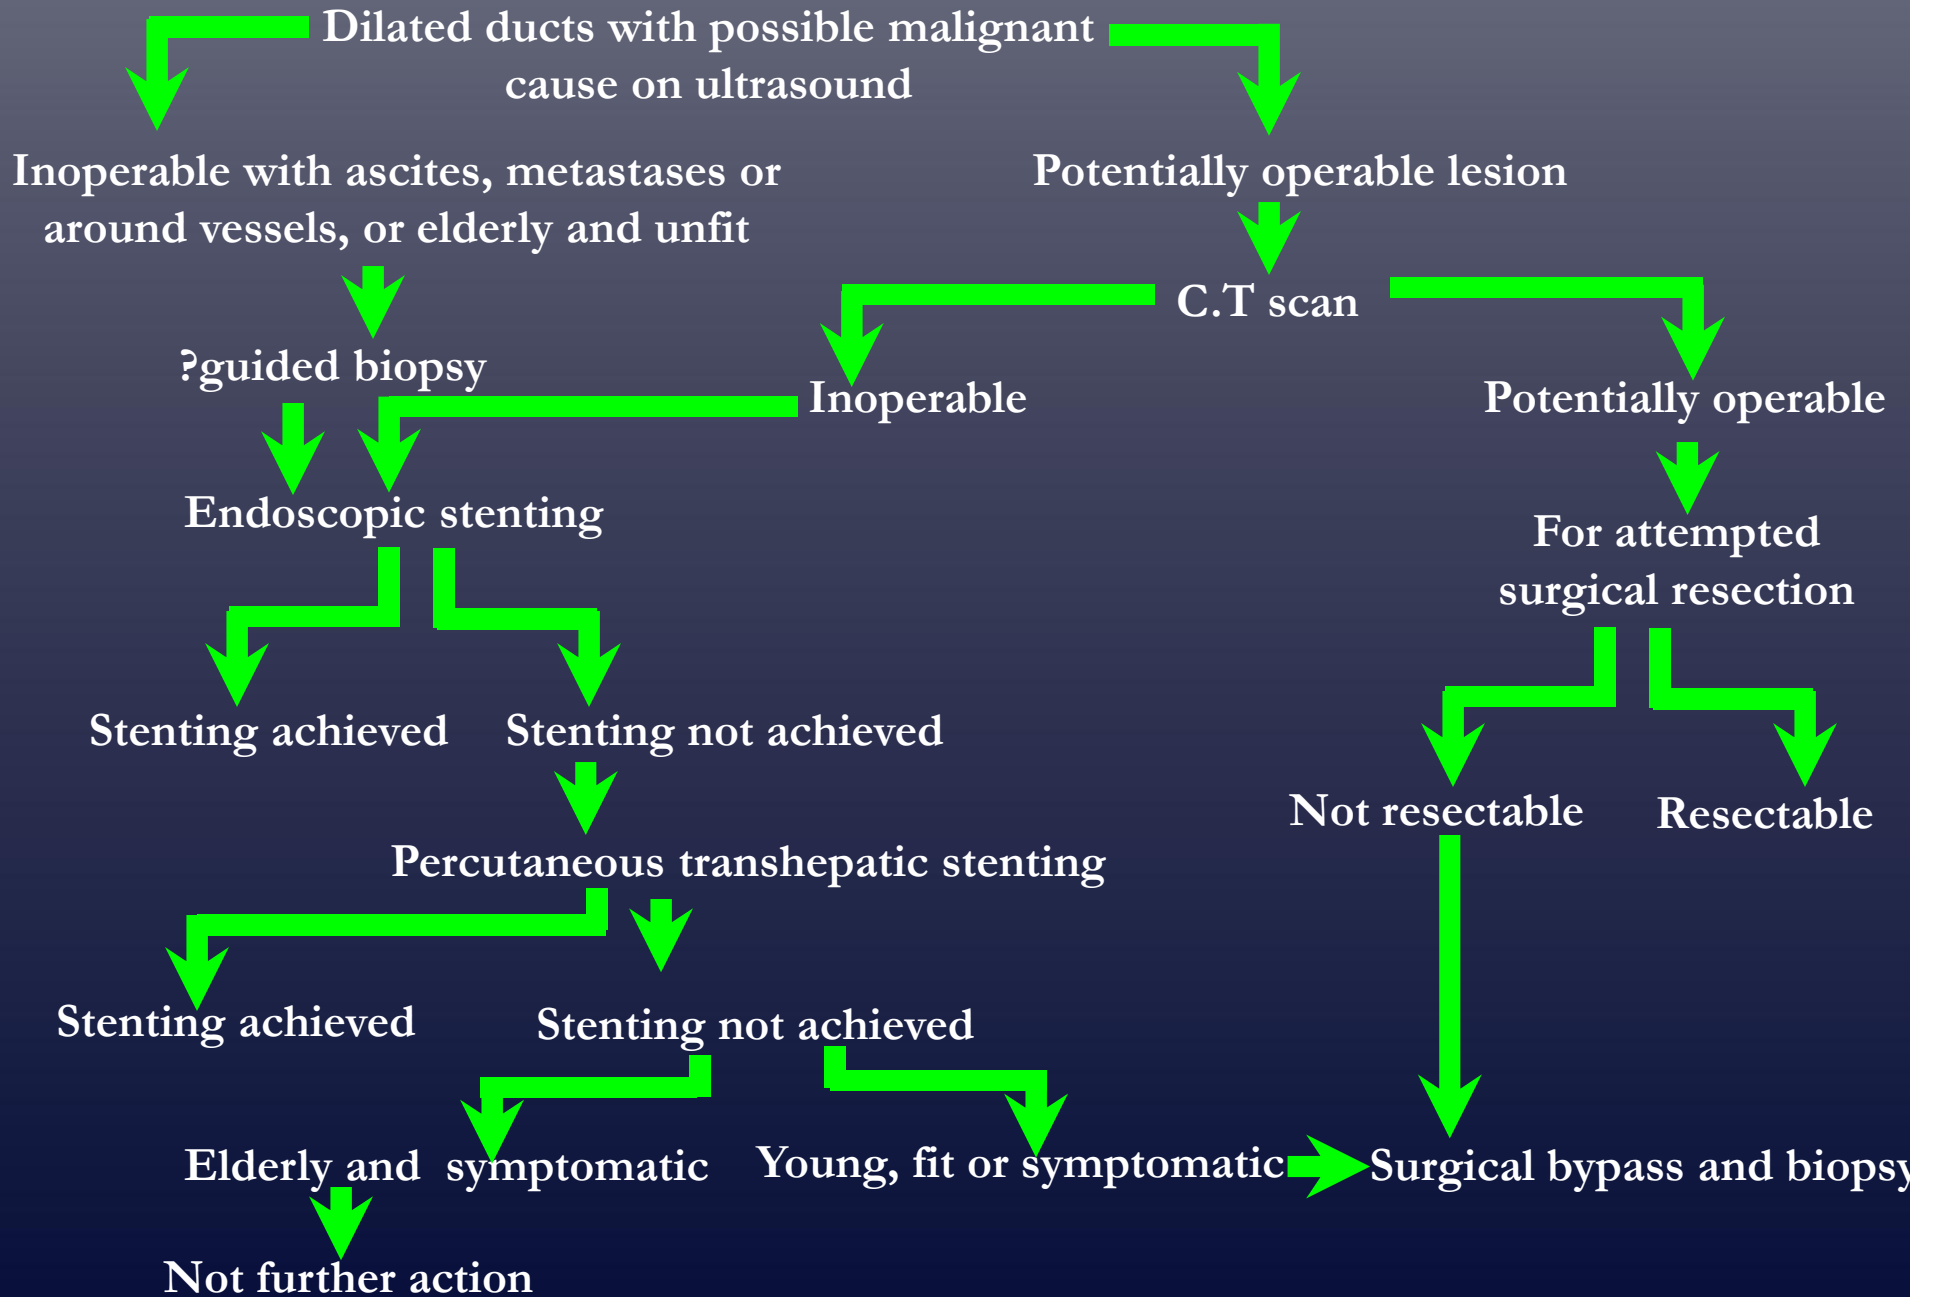 Dilated ducts with possible malignant
cause on ultrasound
Inoperable with ascites, metastases or
around vessels, or elderly and unfit
Potentially operable lesion
C.T scan
?guided biopsy
Inoperable
Potentially operable
Endoscopic stenting
For attempted
surgical resection
Stenting achieved
Stenting not achieved
Not resectable
Resectable
Percutaneous transhepatic stenting
Stenting achieved
Stenting not achieved
Elderly and  symptomatic
Young, fit or symptomatic
Surgical bypass and biopsy
Not further action